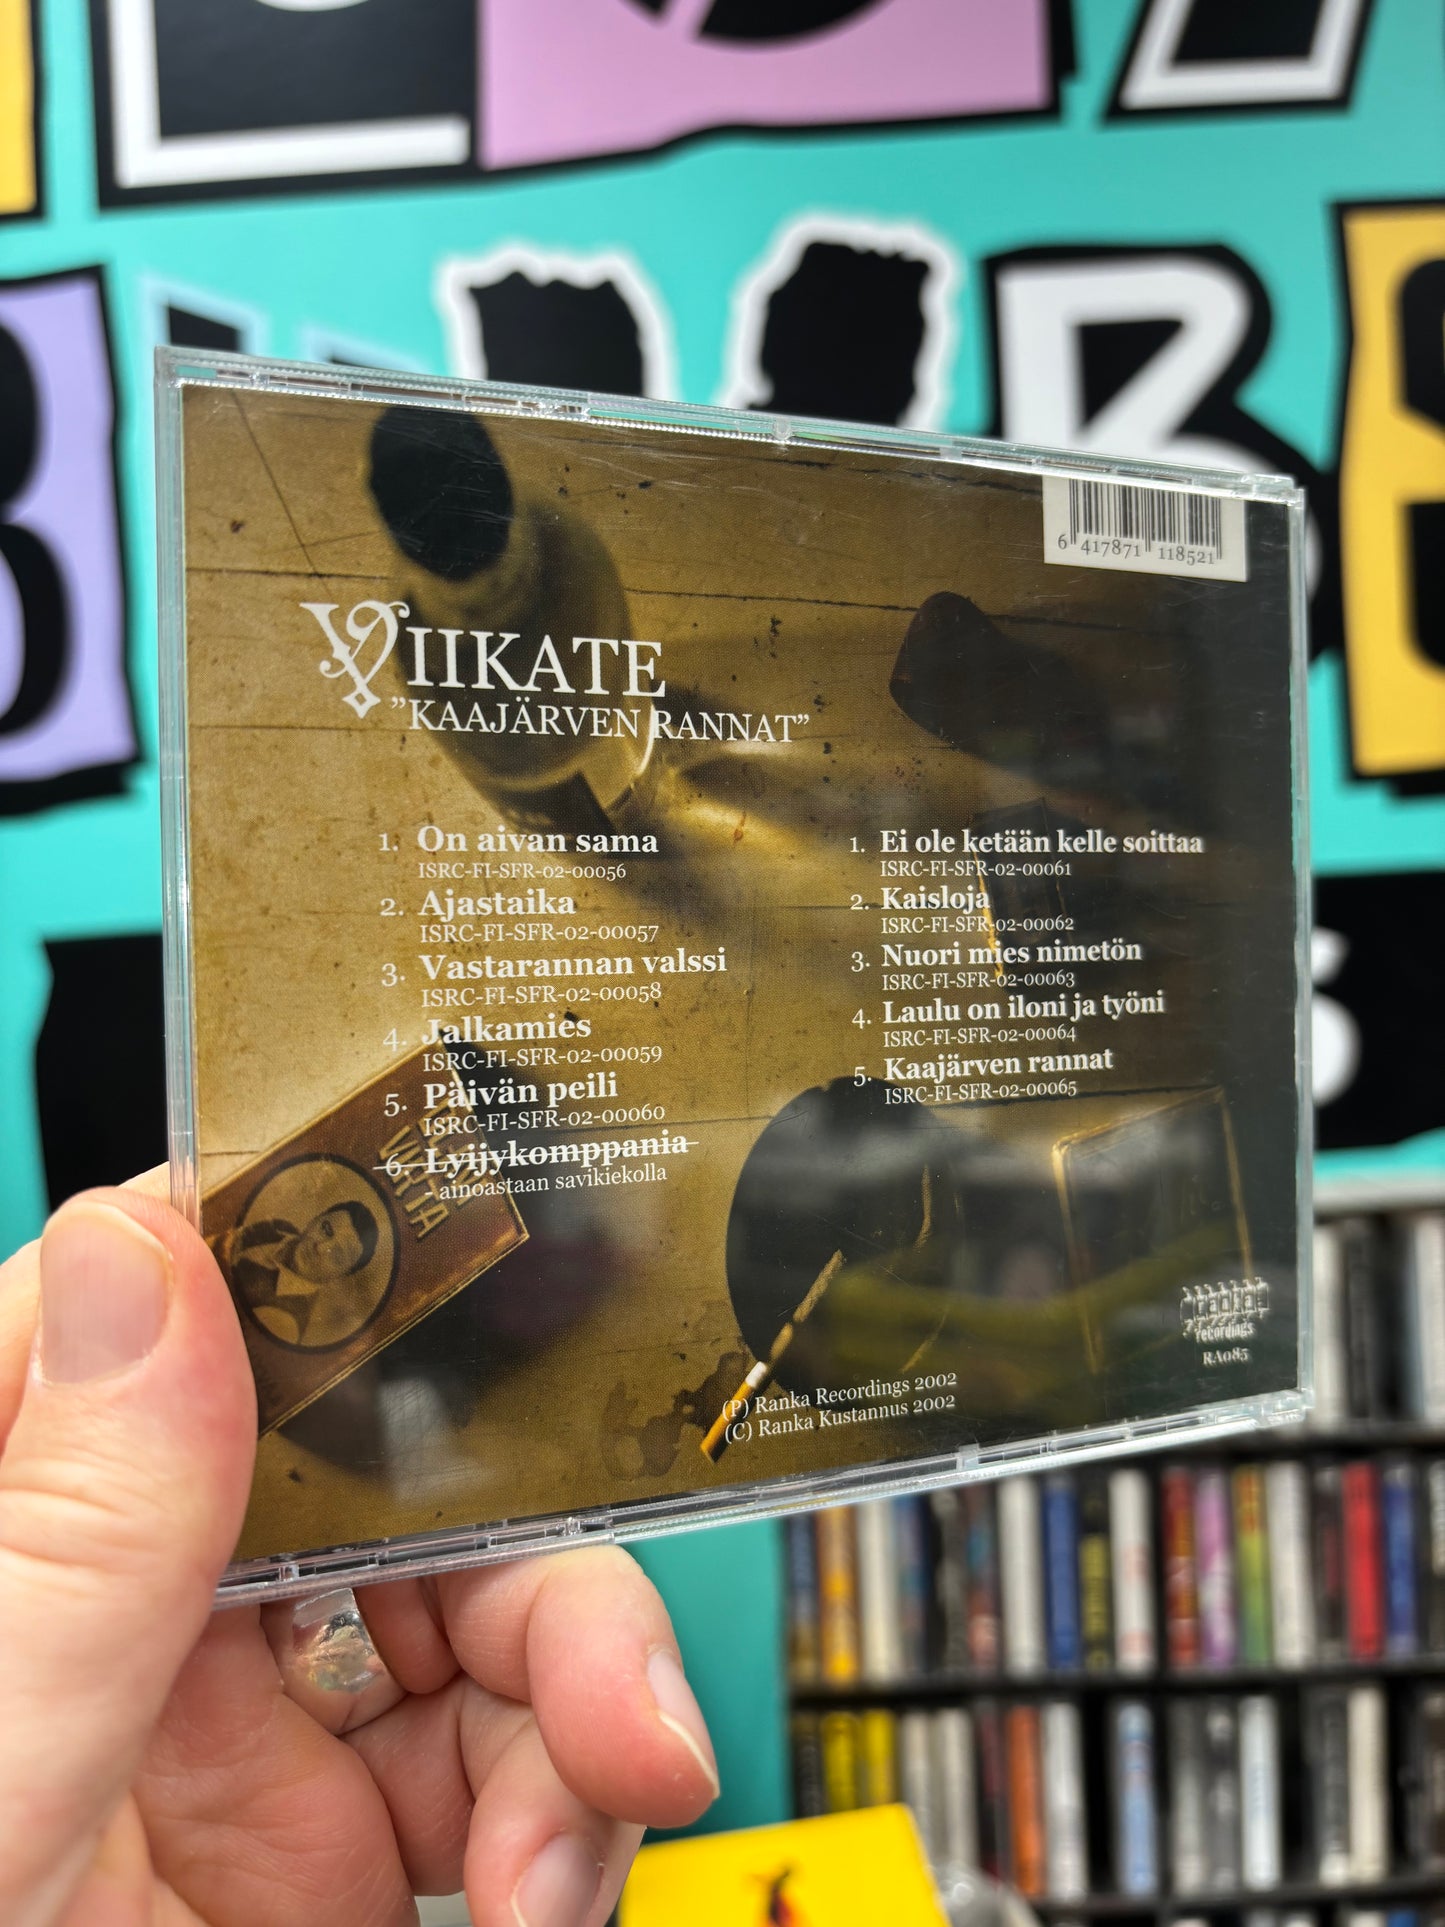 6 417871 118521
VIIKATE
”KAAJÄRVEN RANNAT”
1. On aivan sama
ISRC-FI-SFR-02-00056
2. Ajastaika
ISRC-FI-SFR-02-00057
3. Vastarannan valssi
ISRC-FI-SFR-02-00058
4. Jalkamies
ISRC-FI-SFR-02-00059
5. Päivän peili
ISRC-FI-SFR-02-00060
6. Lyijykomppania
- ainoastaan savikiekolla
1. Ei ole ketään kelle soittaa
ISRC-FI-SFR-02-00061
2. Kaisloja
ISRC-FI-SFR-02-00062
3. Nuori mies nimetön
ISRC-FI-SFR-02-00063
4. Laulu on iloni ja työni
ISRC-FI-SFR-02-00064
5. Kaajärven rannat
ISRC-FI-SFR-02-00065
VIRTA
ranka
recordings
RA085
(P) Ranka Recordings 2002
(C) Ranka Kustannus 2002